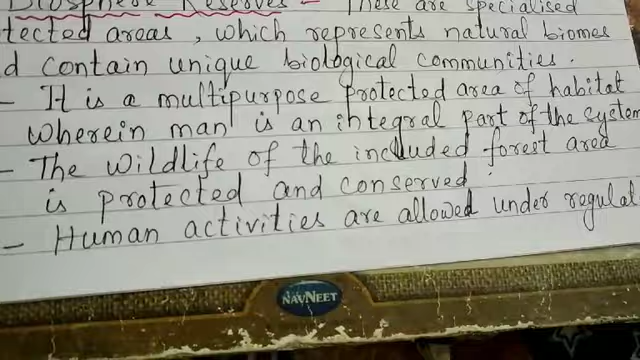 Biosphere Reserves - These are specialised
tected areas, which represents natural biomes
d contain unique biological communities.
- It is a multipurpose protected area of habitat
wherein man is an integral part of the system
- The wildlife of the included forest area
is protected and conserved.
- Human activities are allowed under regulat
NAVNEET